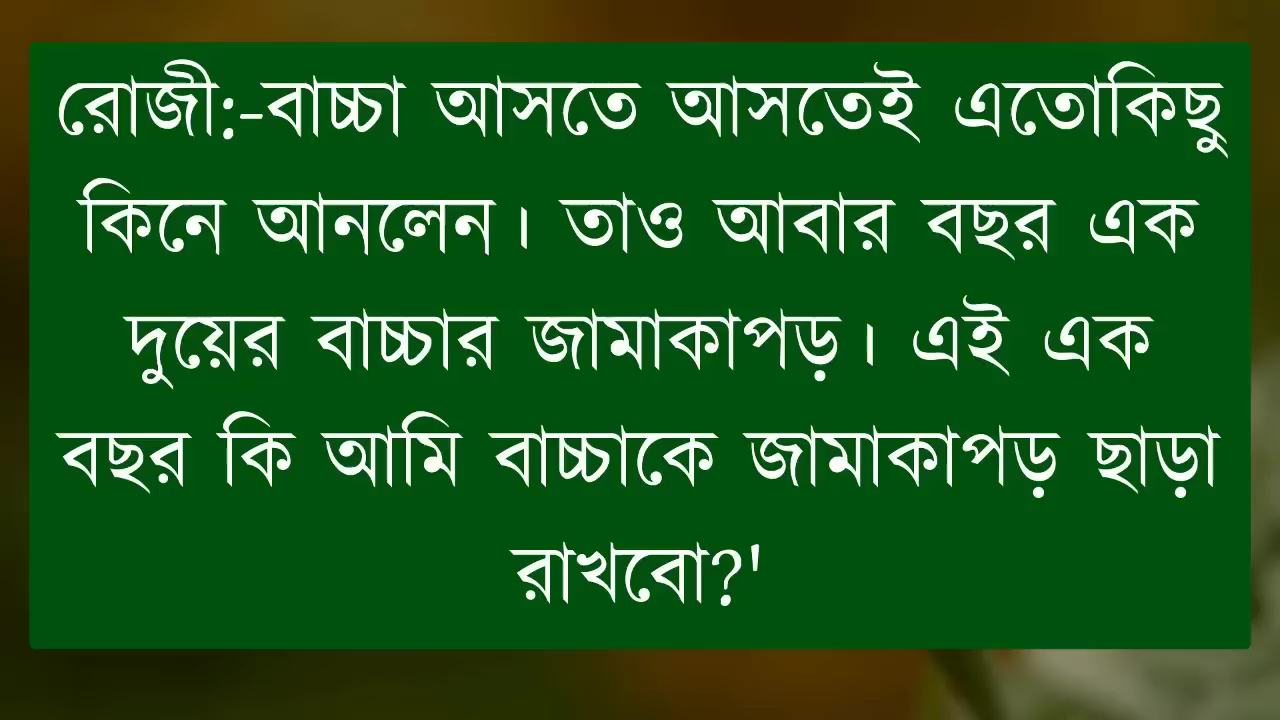 রোজী:-বাচ্চা আসতে আসতেই এতোকিছু
কিনে আনলেন। তাও আবার বছর এক
দুয়ের বাচ্চার জামাকাপড়। এই এক
বছর কি আমি বাচ্চাকে জামাকাপড় ছাড়া
রাখবো?'